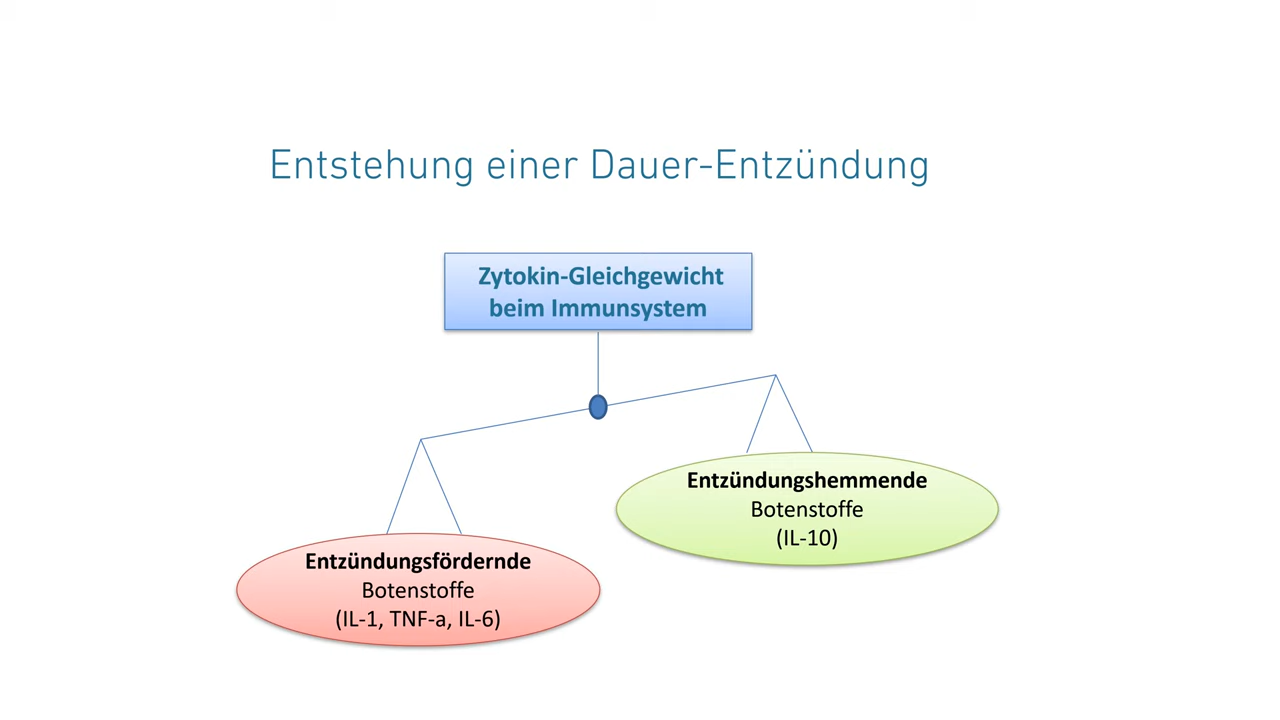 Entstehung einer Dauer-Entzündung
Zytokin-Gleichgewicht
beim Immunsystem
Entzündungshemmende
Botenstoffe
(IL-10)
Entzündungsfördernde
Botenstoffe
(IL-1, TNF-a, IL-6)